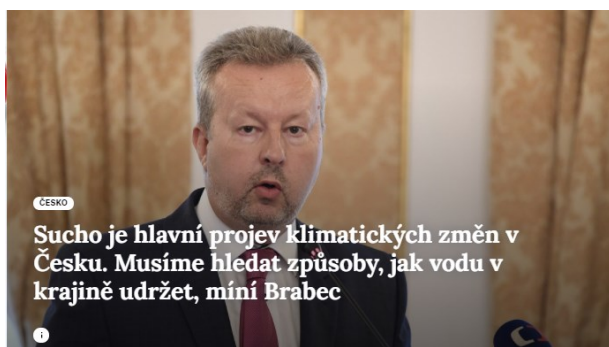 ČESKO
Sucho je hlavní projev klimatických změn v
Česku. Musíme hledat způsoby, jak vodu v
krajině udržet, míní Brabec
i